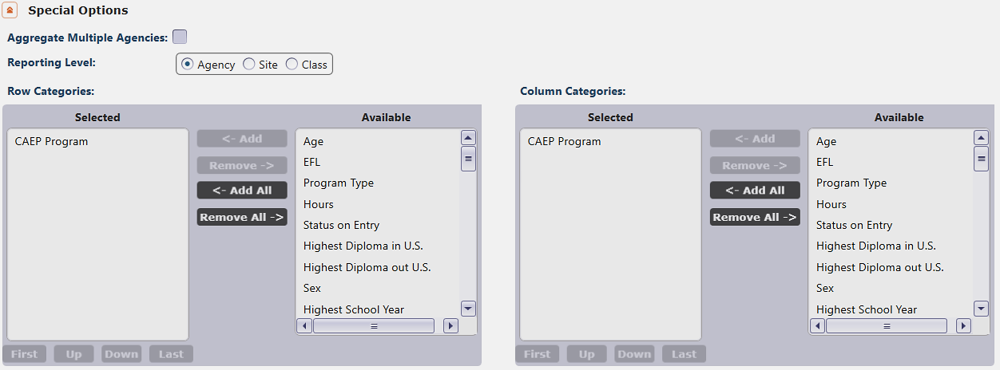 Special Options
Aggregate Multiple Agencies:
Reporting Level:
Agency Site Class
Row Categories:
Selected
Available
CAEP Program
<- Add
Remove ->
<- Add All
Remove All ->
Age
EFL
Program Type
Hours
Status on Entry
Highest Diploma in U.S.
Highest Diploma out U.S.
Sex
Highest School Year
First Up Down Last
Column Categories:
Selected
Available
CAEP Program
<- Add
Remove ->
<- Add All
Remove All ->
Age
EFL
Program Type
Hours
Status on Entry
Highest Diploma in U.S.
Highest Diploma out U.S.
Sex
Highest School Year
First Up Down Last